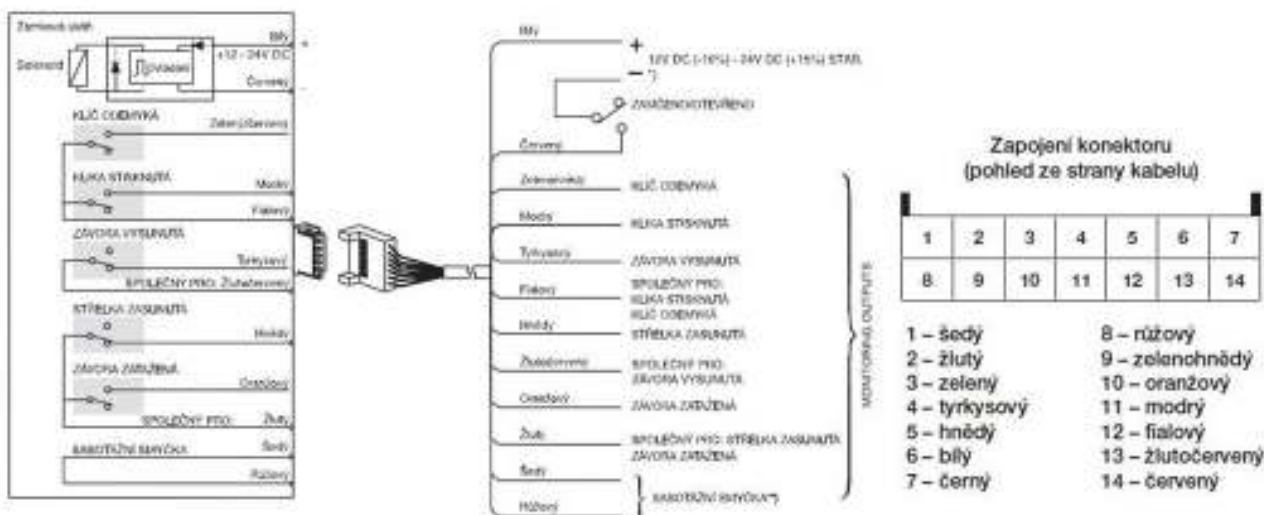 Bílý
+
+12 - 24V DC
Solenoid
Červený
-
KLÍČ ODEMYKÁ
KLIKA STISKNUTÁ
Modrý
Fialový
ZÁVORA VYSUNUTÁ
Tyrkysový
SPOLEČNÝ PRO: Žlutočervený
STŘELKA ZASUNUTÁ
Hnědý
ZÁVORA ZATAŽENÁ
Oranžový
SPOLEČNÝ PRO:
Žlutý
SABOTÁŽNÍ SMYČKA
Šedý
Růžový
Bílý
+
12V DC (-10%) - 24V DC (+15%) STAB.
- *)
ZAMČENO/OTEVŘENO
Červený
Zelenohnědý
KLÍČ ODEMYKÁ
Modrý
KLIKA STISKNUTÁ
Tyrkysový
ZÁVORA VYSUNUTÁ
Fialový
SPOLEČNÝ PRO:
KLIKA STISKNUTÁ
KLÍČ ODEMYKÁ
Hnědý
STŘELKA ZASUNUTÁ
Žlutočervený
SPOLEČNÝ PRO:
ZÁVORA VYSUNUTÁ
Oranžový
ZÁVORA ZATAŽENÁ
Žlutý
SPOLEČNÝ PRO: STŘELKA ZASUNUTÁ
ZÁVORA ZATAŽENÁ
Šedý
Růžový
SABOTÁŽNÍ SMYČKA*)
MONITORING OUTPUTS
Zapojení konektoru
(pohled ze strany kabelu)
1 2 3 4 5 6 7
8 9 10 11 12 13 14
1 – šedý
2 – žlutý
3 – zelený
4 – tyrkysový
5 – hnědý
6 – bílý
7 – černý
8 – růžový
9 – zelenohnědý
10 – oranžový
11 – modrý
12 – fialový
13 – žlutočervený
14 – červený